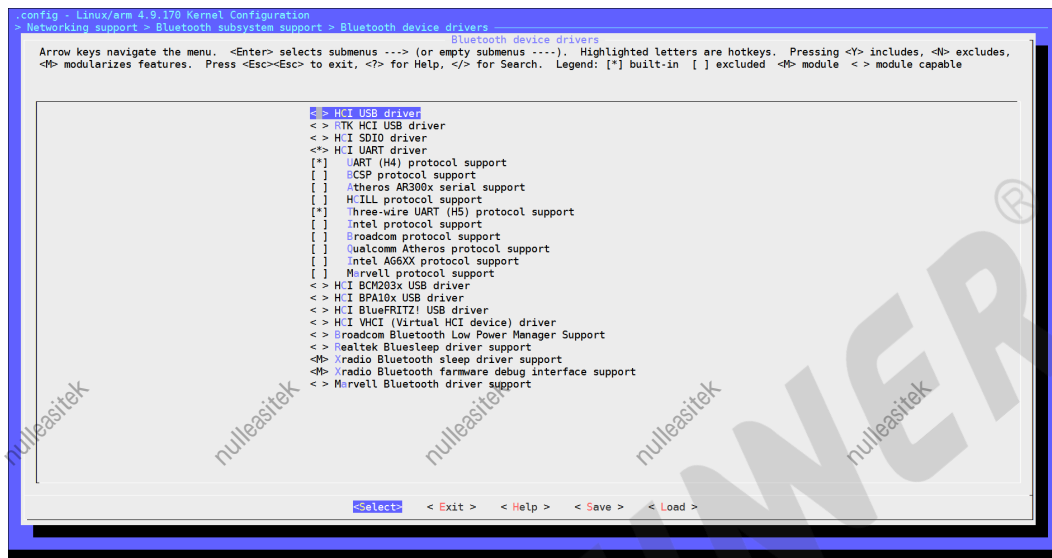 .config - Linux/arm 4.9.170 Kernel Configuration
> Networking support > Bluetooth subsystem support > Bluetooth device drivers
Bluetooth device drivers
Arrow keys navigate the menu. <Enter> selects submenus ---> (or empty submenus ----). Highlighted letters are hotkeys. Pressing <Y> includes, <N> excludes,
<M> modularizes features. Press <Esc><Esc> to exit, <?> for Help, </> for Search. Legend: [*] built-in [ ] excluded <M> module < > module capable
< > HCI USB driver
< > RTK HCI USB driver
< > HCI SDIO driver
<*> HCI UART driver
[*] UART (H4) protocol support
[ ] BCSP protocol support
[ ] Atheros AR300x serial support
[ ] HCILL protocol support
[*] Three-wire UART (H5) protocol support
[ ] Intel protocol support
[ ] Broadcom protocol support
[ ] Qualcomm Atheros protocol support
[ ] Intel AG6XX protocol support
[ ] Marvell protocol support
< > HCI BCM203x USB driver
< > HCI BPA10x USB driver
< > HCI BlueFRITZ! USB driver
< > HCI VHCI (Virtual HCI device) driver
< > Broadcom Bluetooth Low Power Manager Support
< > Realtek Bluesleep driver support
<M> Xradio Bluetooth sleep driver support
<M> Xradio Bluetooth farmware debug interface support
< > Marvell Bluetooth driver support
nulleasitek nulleasitek nulleasitek nulleasitek nulleasitek
<Select> < Exit > < Help > < Save > < Load >
WINER®